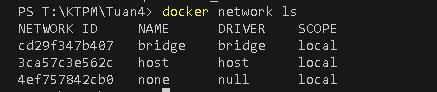 PS T:\KTPM\Tuan4> docker network ls
NETWORK ID     NAME      DRIVER    SCOPE
cd29f347b407   bridge    bridge    local
3ca57c3e562c   host      host      local
4ef757842cb0   none      null      local